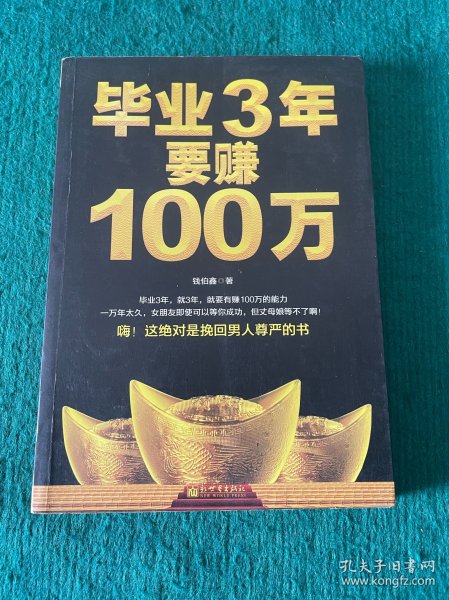 毕业3年
要赚
100万
钱伯鑫◎著
毕业3年，就3年，就要有赚100万的能力
一万年太久，女朋友即使可以等你成功，但丈母娘等不了啊！
嗨！这绝对是挽回男人尊严的书
新世界出版社
NEW WORLD PRESS
孔夫子旧书网
www.kongfz.com